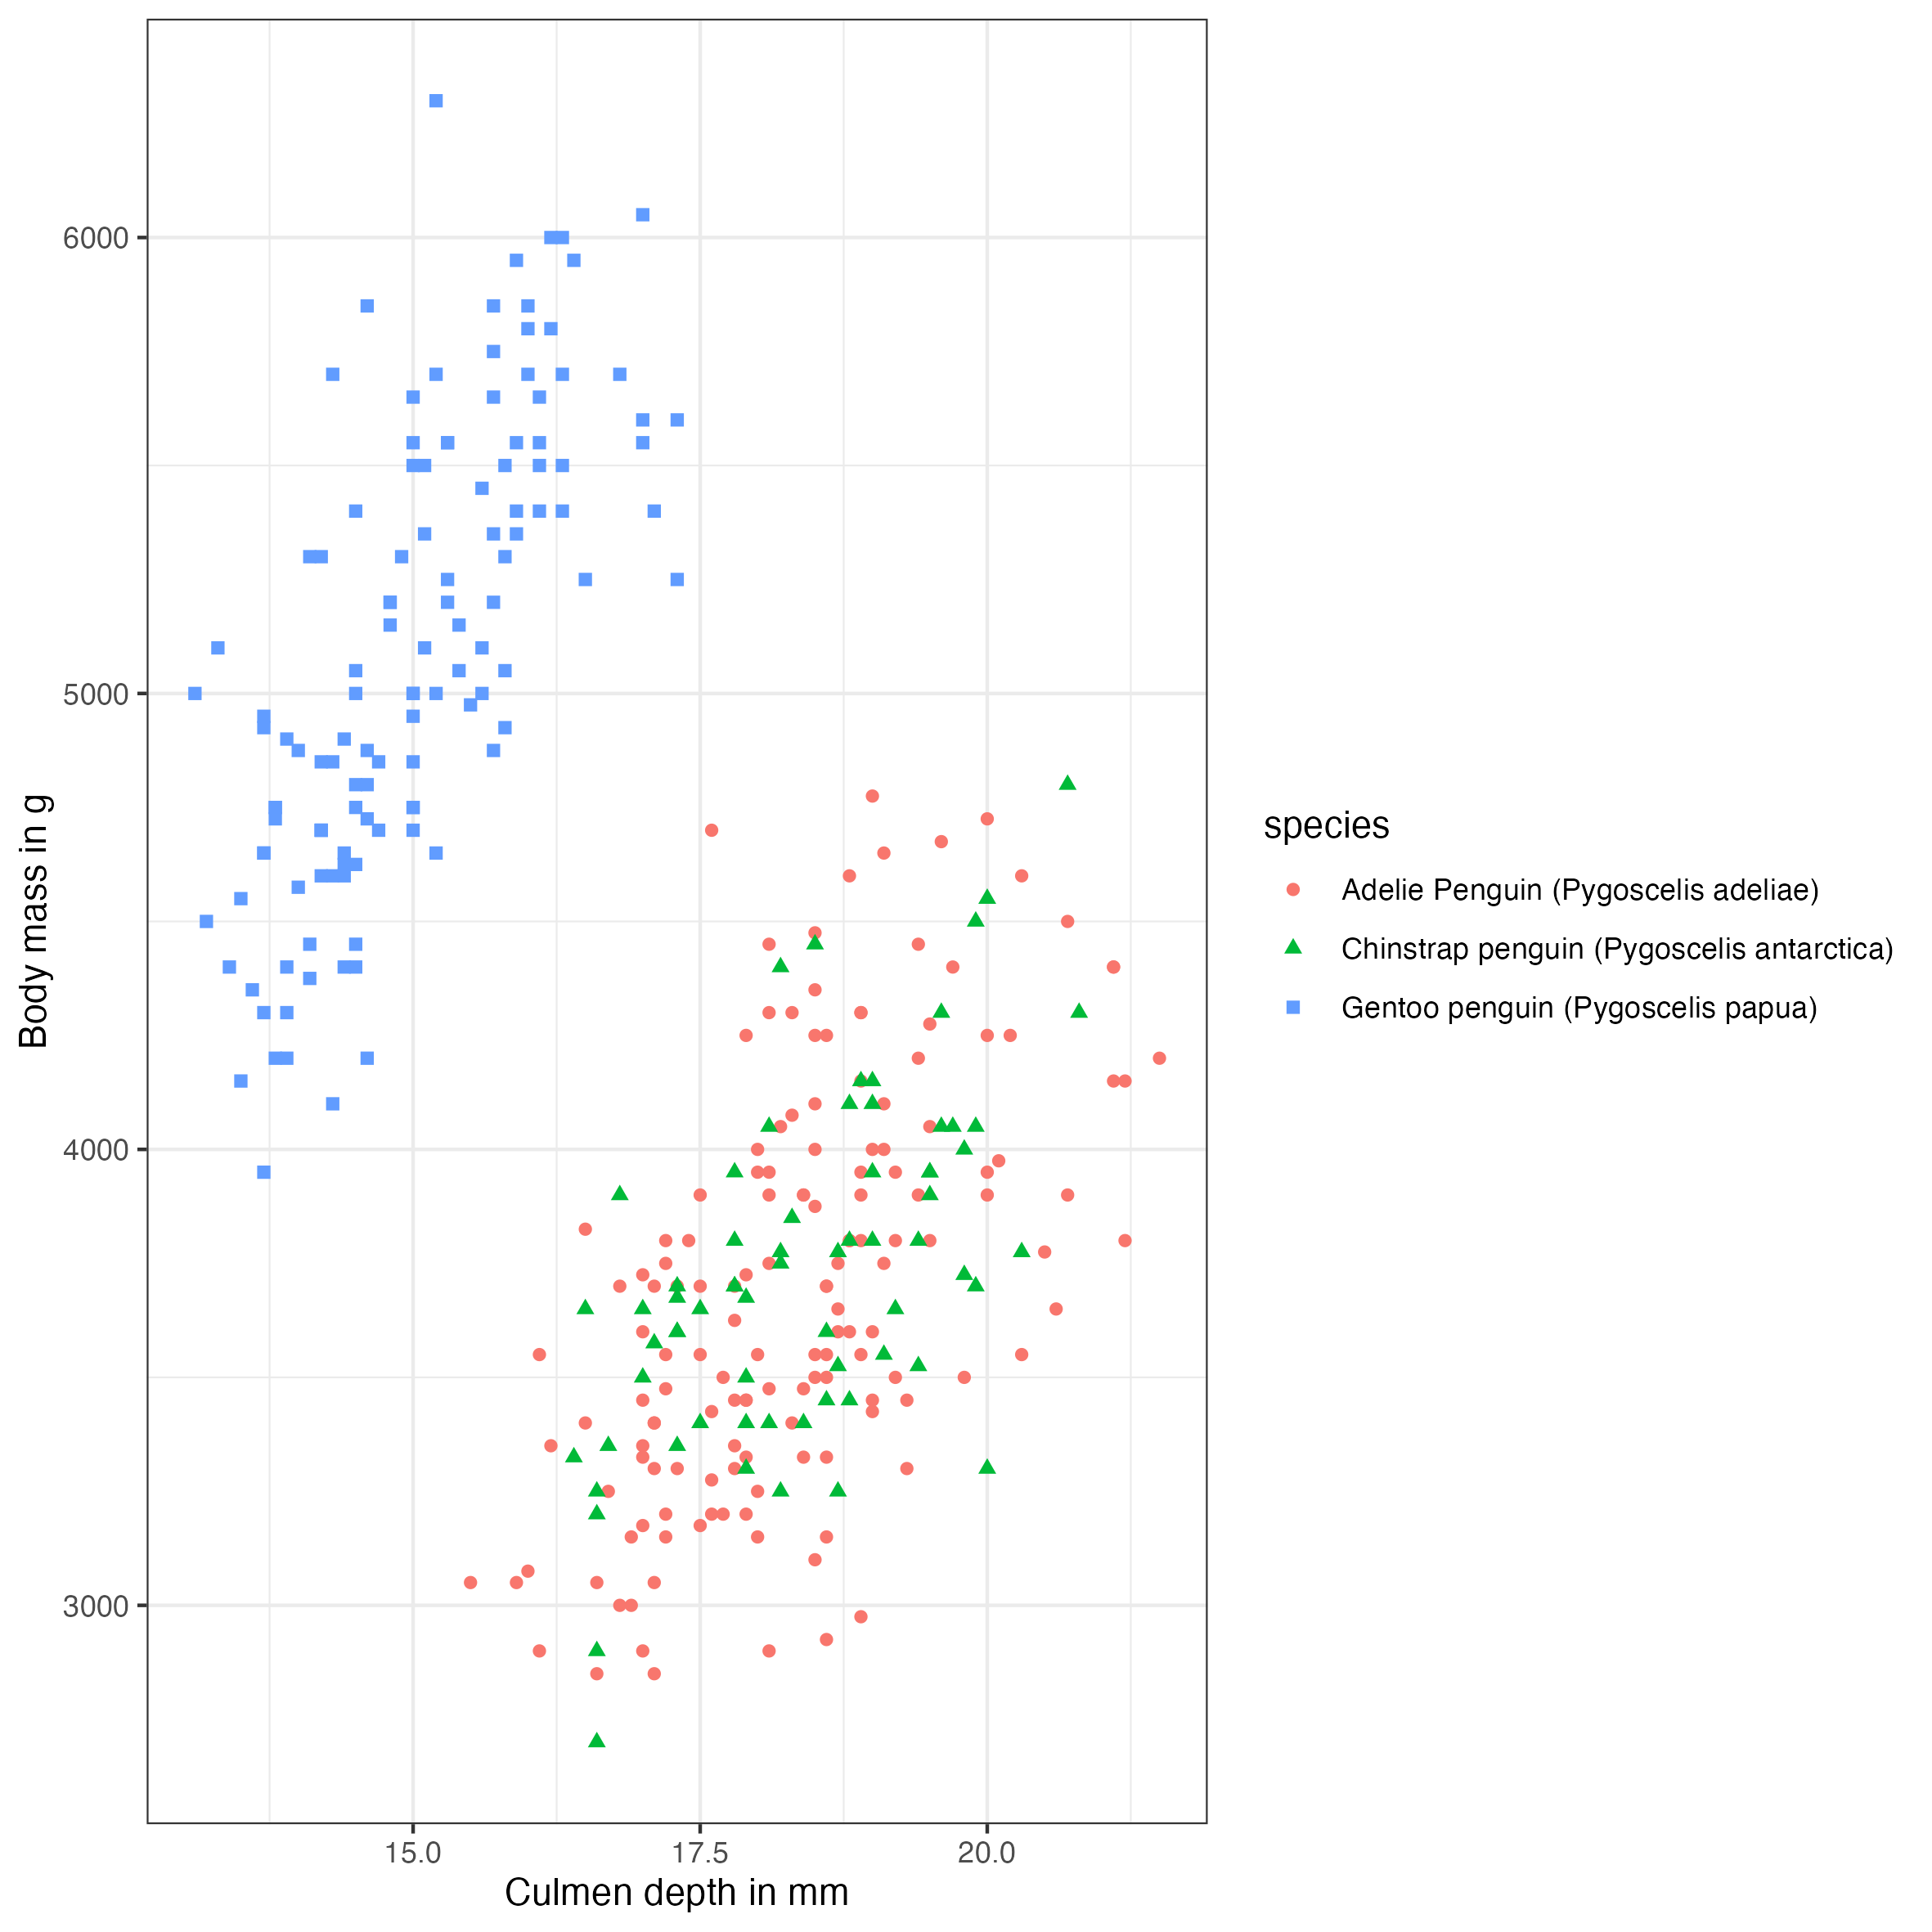 6000
5000
4000
3000
Body mass in g
15.0 17.5 20.0
Culmen depth in mm
species
Adelie Penguin (Pygoscelis adeliae)
Chinstrap penguin (Pygoscelis antarctica)
Gentoo penguin (Pygoscelis papua)